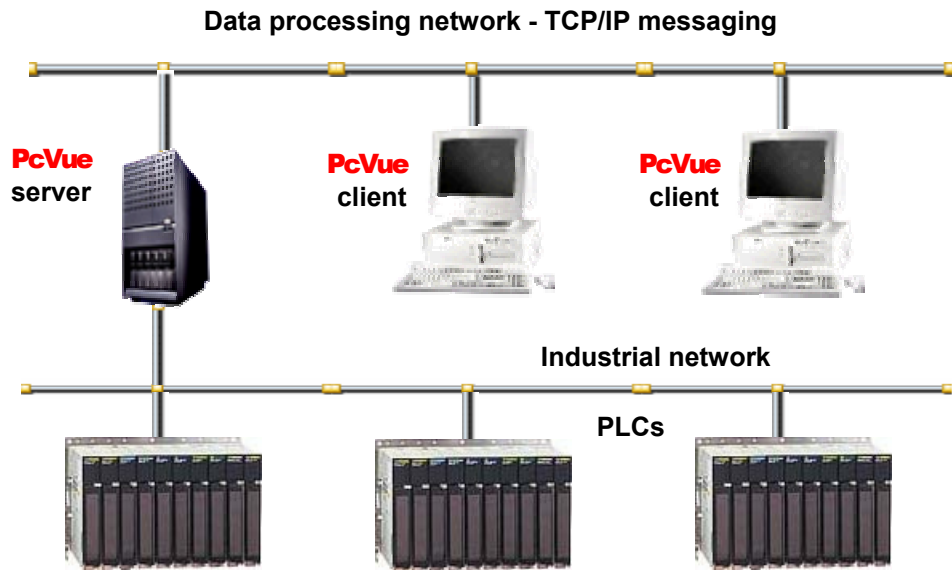 Data processing network - TCP/IP messaging
PcVue
server
PcVue
client
PcVue
client
Industrial network
PLCs